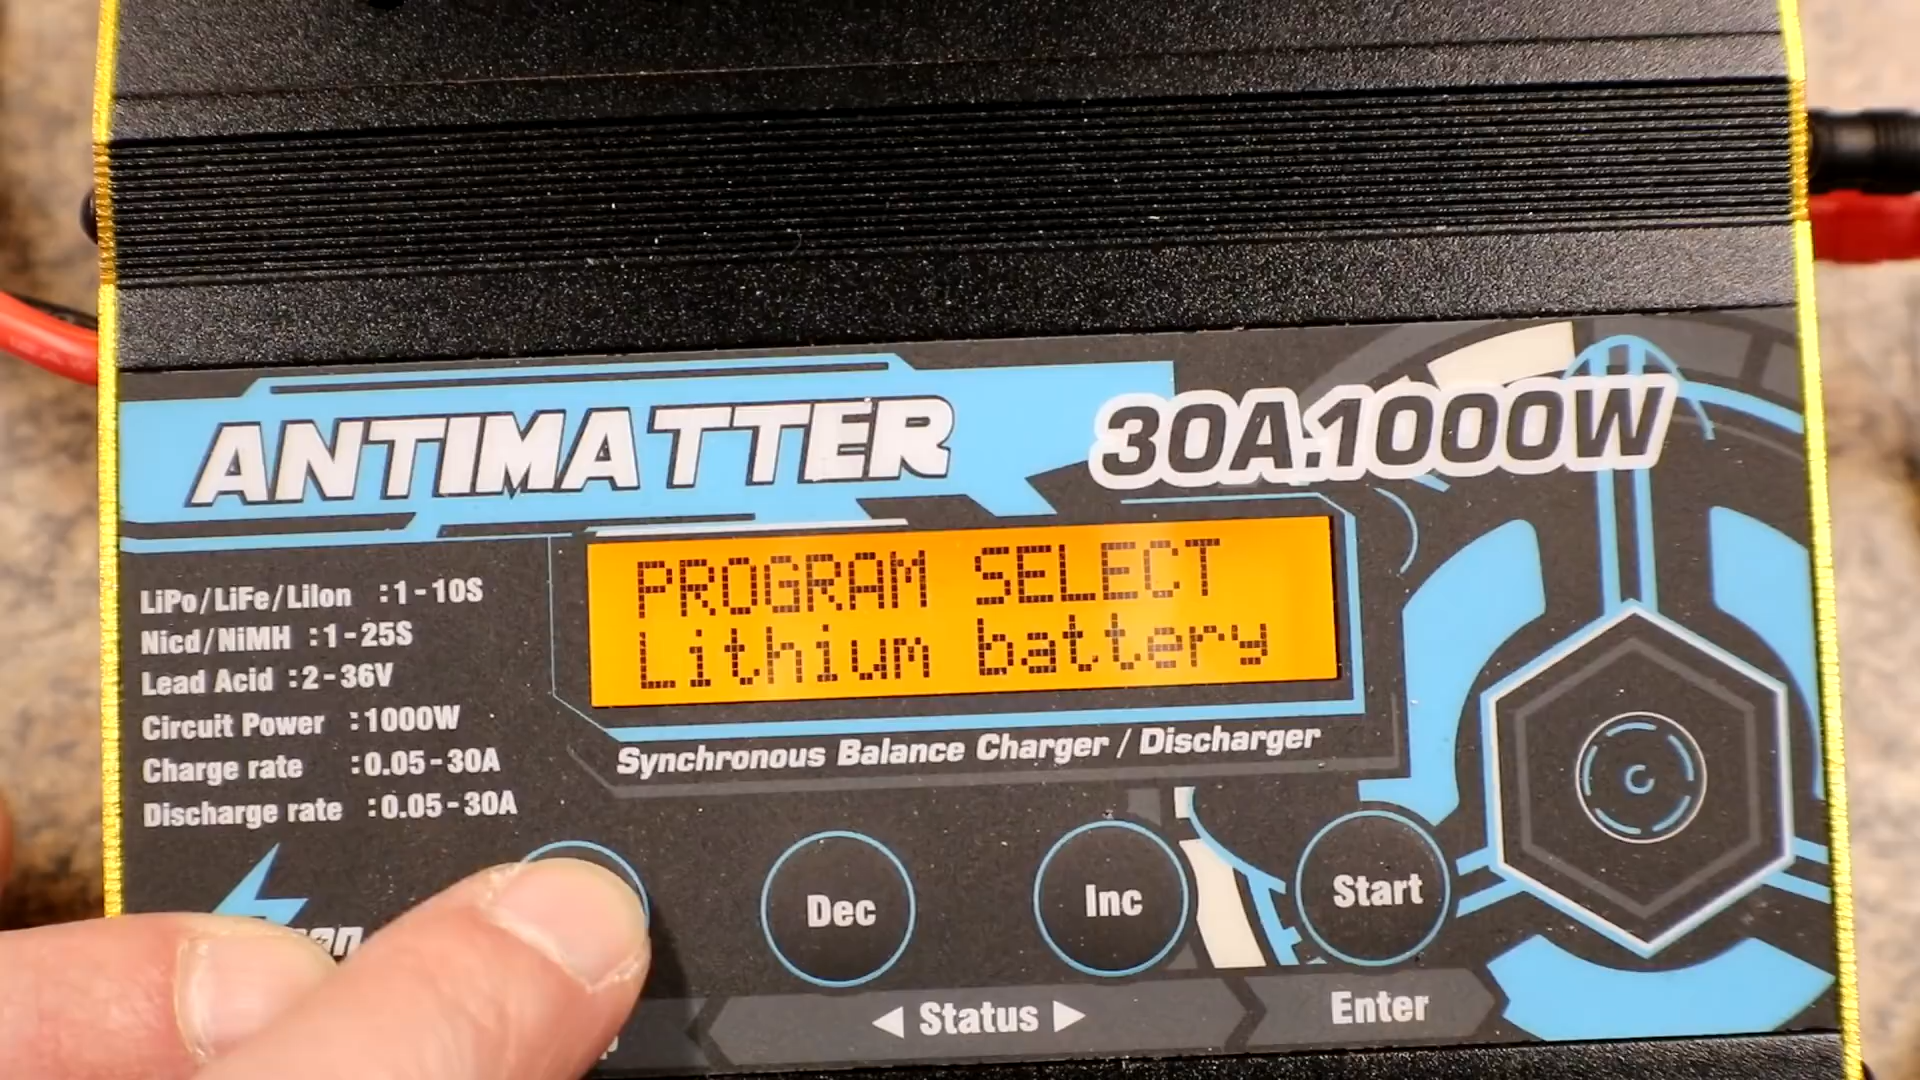 ANTIMATTER 30A.1000W
PROGRAM SELECT
Lithium battery
Synchronous Balance Charger / Discharger
LiPo/LiFe/LiIon :1-10S
Nicd/NiMH :1-25S
Lead Acid :2-36V
Circuit Power :1000W
Charge rate :0.05-30A
Discharge rate :0.05-30A
Dec
Inc
Start
◀ Status ▶
Enter